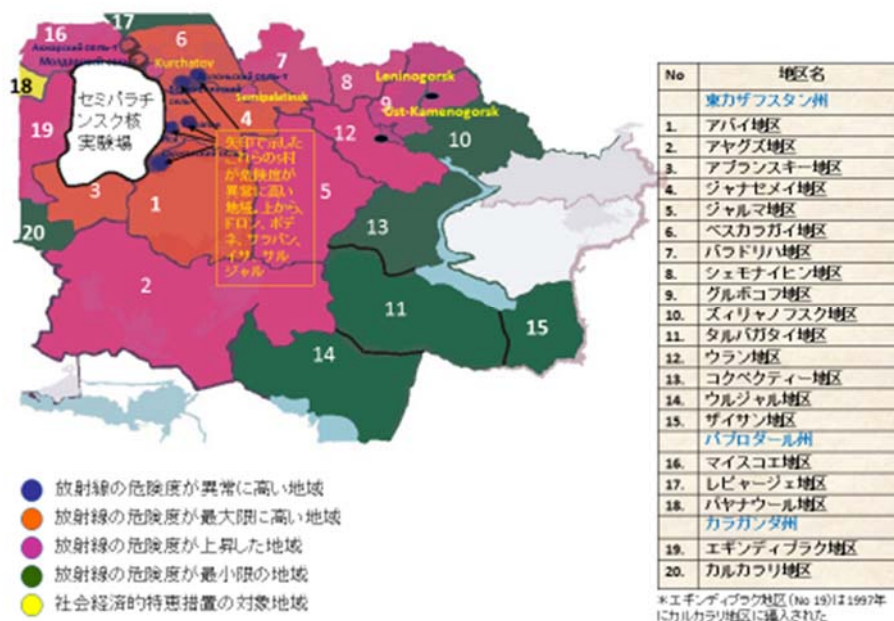 17
16
6
Акнарский сель-т
Молдарский сель-т
Kurchatov
7
18
8
Leninogorsk
セミパラチ
ンスク核
実験場
Semipalatinsk
9
Ost-Kamenogorsk
19
4
12
10
矢印で示した
これらの5村
が危険度が
異常に高い
地域。上から、
ドロン、ボデ
ネ、サラパン、
イサ、サル
ジャル
3
1
5
20
13
2
11
15
14
放射線の危険度が異常に高い地域
放射線の危険度が最大限に高い地域
放射線の危険度が上昇した地域
放射線の危険度が最小限の地域
社会経済的特恵措置の対象地域
No 地区名
東カザフスタン州
1. アバイ地区
2. アヤグズ地区
3. アブランスキー地区
4. ジャナセメイ地区
5. ジャルマ地区
6. ベスカラガイ地区
7. バラドリハ地区
8. シェモナイヒン地区
9. グルボコフ地区
10. ズィリャノフスク地区
11. タルバガタイ地区
12. ウラン地区
13. コクペクティー地区
14. ウルジャル地区
15. ザイサン地区
パブロダール州
16. マイスコエ地区
17. レビャージェ地区
18. バヤナウール地区
カラガンダ州
19. エギンディブラク地区
20. カルカラリ地区
*エギンディブラク地区(No 19)は1997年
にカルカラリ地区に編入された